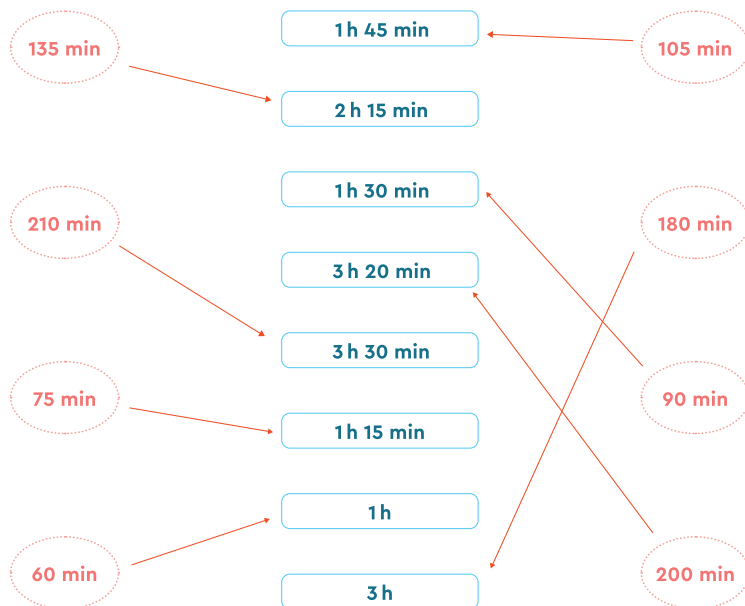 1 h 45 min
135 min
105 min
2 h 15 min
1 h 30 min
210 min
180 min
3 h 20 min
3 h 30 min
75 min
90 min
1 h 15 min
1 h
60 min
200 min
3 h